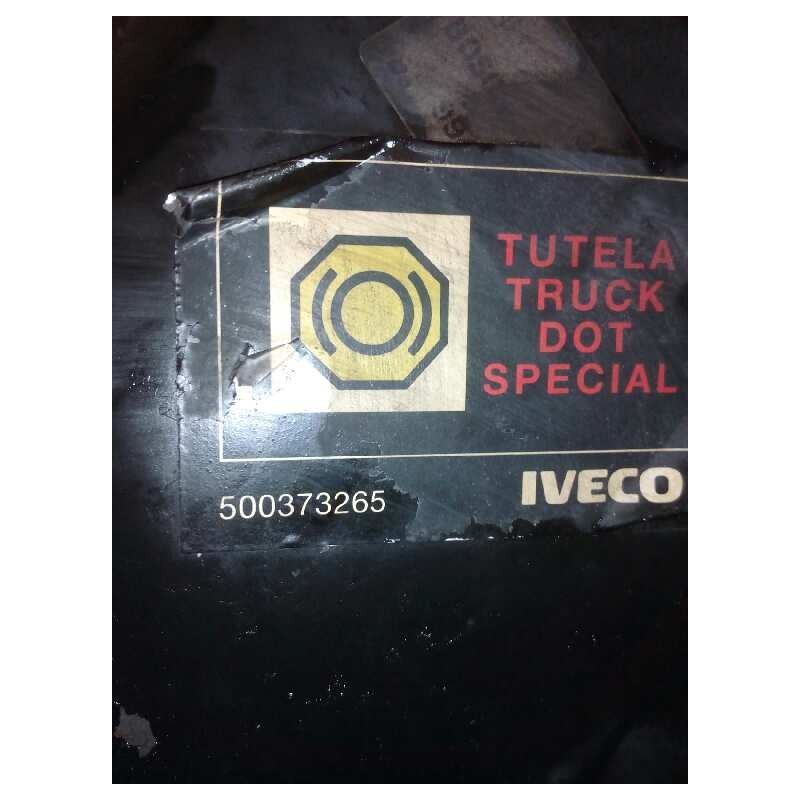 TUTELA
TRUCK
DOT
SPECIAL
500373265
IVECO